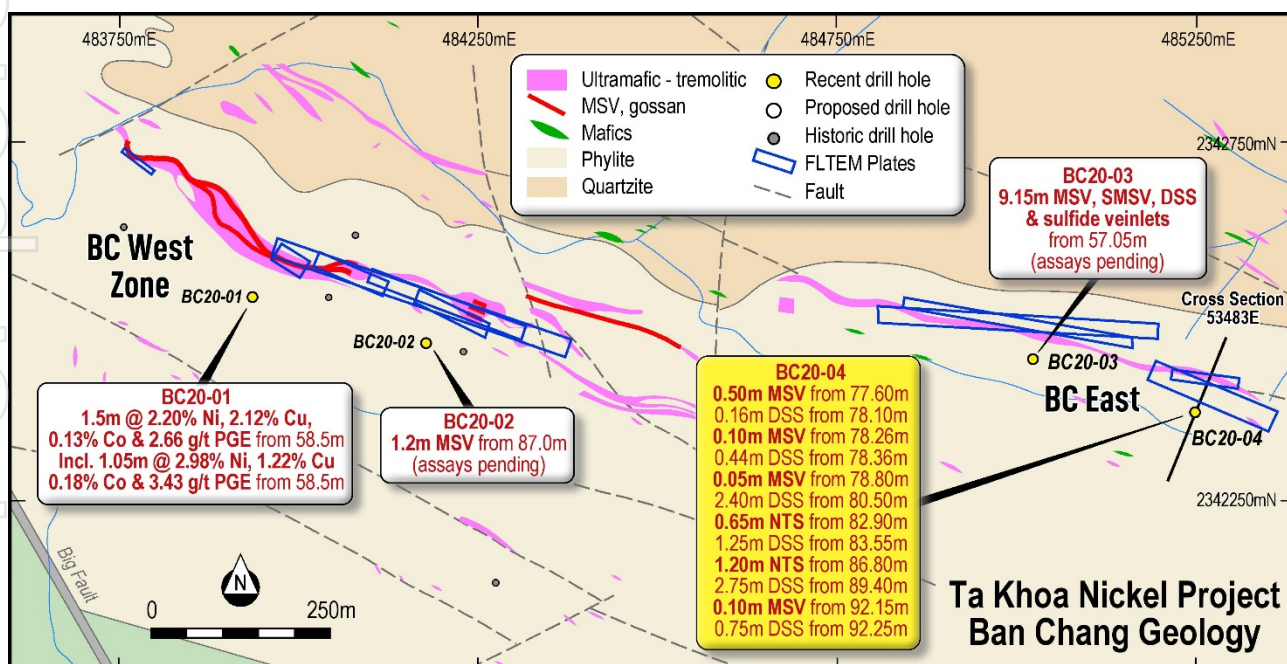 483750mE
484250mE
484750mE
485250mE
Ultramafic - tremolitic
MSV, gossan
Mafics
Phylite
Quartzite
Recent drill hole
Proposed drill hole
Historic drill hole
FLTEM Plates
Fault
2342750mN
BC20-03
9.15m MSV, SMSV, DSS
& sulfide veinlets
from 57.05m
(assays pending)
BC West
Zone
BC20-01
BC20-02
Cross Section
53483E
BC20-03
BC East
BC20-04
BC20-01
1.5m @ 2.20% Ni, 2.12% Cu,
0.13% Co & 2.66 g/t PGE from 58.5m
Incl. 1.05m @ 2.98% Ni, 1.22% Cu
0.18% Co & 3.43 g/t PGE from 58.5m
BC20-02
1.2m MSV from 87.0m
(assays pending)
BC20-04
0.50m MSV from 77.60m
0.16m DSS from 78.10m
0.10m MSV from 78.26m
0.44m DSS from 78.36m
0.05m MSV from 78.80m
2.40m DSS from 80.50m
0.65m NTS from 82.90m
1.25m DSS from 83.55m
1.20m NTS from 86.80m
2.75m DSS from 89.40m
0.10m MSV from 92.15m
0.75m DSS from 92.25m
2342250mN
Big Fault
N
0 250m
Ta Khoa Nickel Project
Ban Chang Geology